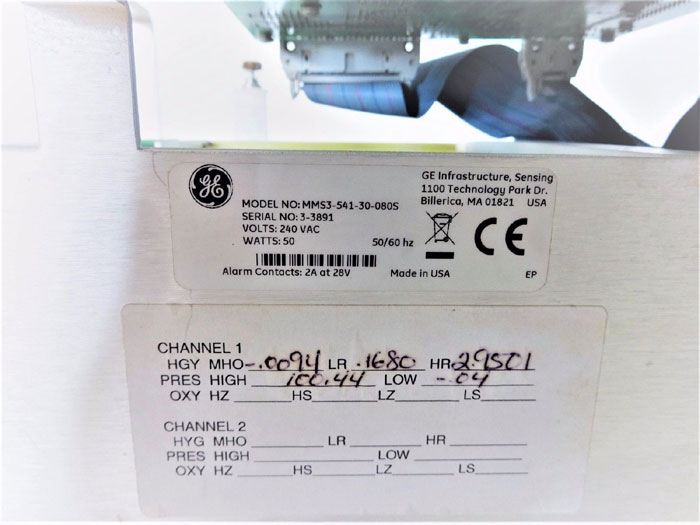 GE
GE Infrastructure, Sensing
1100 Technology Park Dr.
Billerica, MA 01821 USA
MODEL NO: MMS3-541-30-080S
SERIAL NO: 3-3891
VOLTS: 240 VAC
WATTS: 50 50/60 hz
CE
Alarm Contacts: 2A at 28V Made in USA EP
CHANNEL 1
HGY MHO -.0094 LR .1680 HR 2.9501
PRES HIGH 100.44 LOW -.04
OXY HZ HS LZ LS
CHANNEL 2
HYG MHO LR HR
PRES HIGH LOW
OXY HZ HS LZ LS